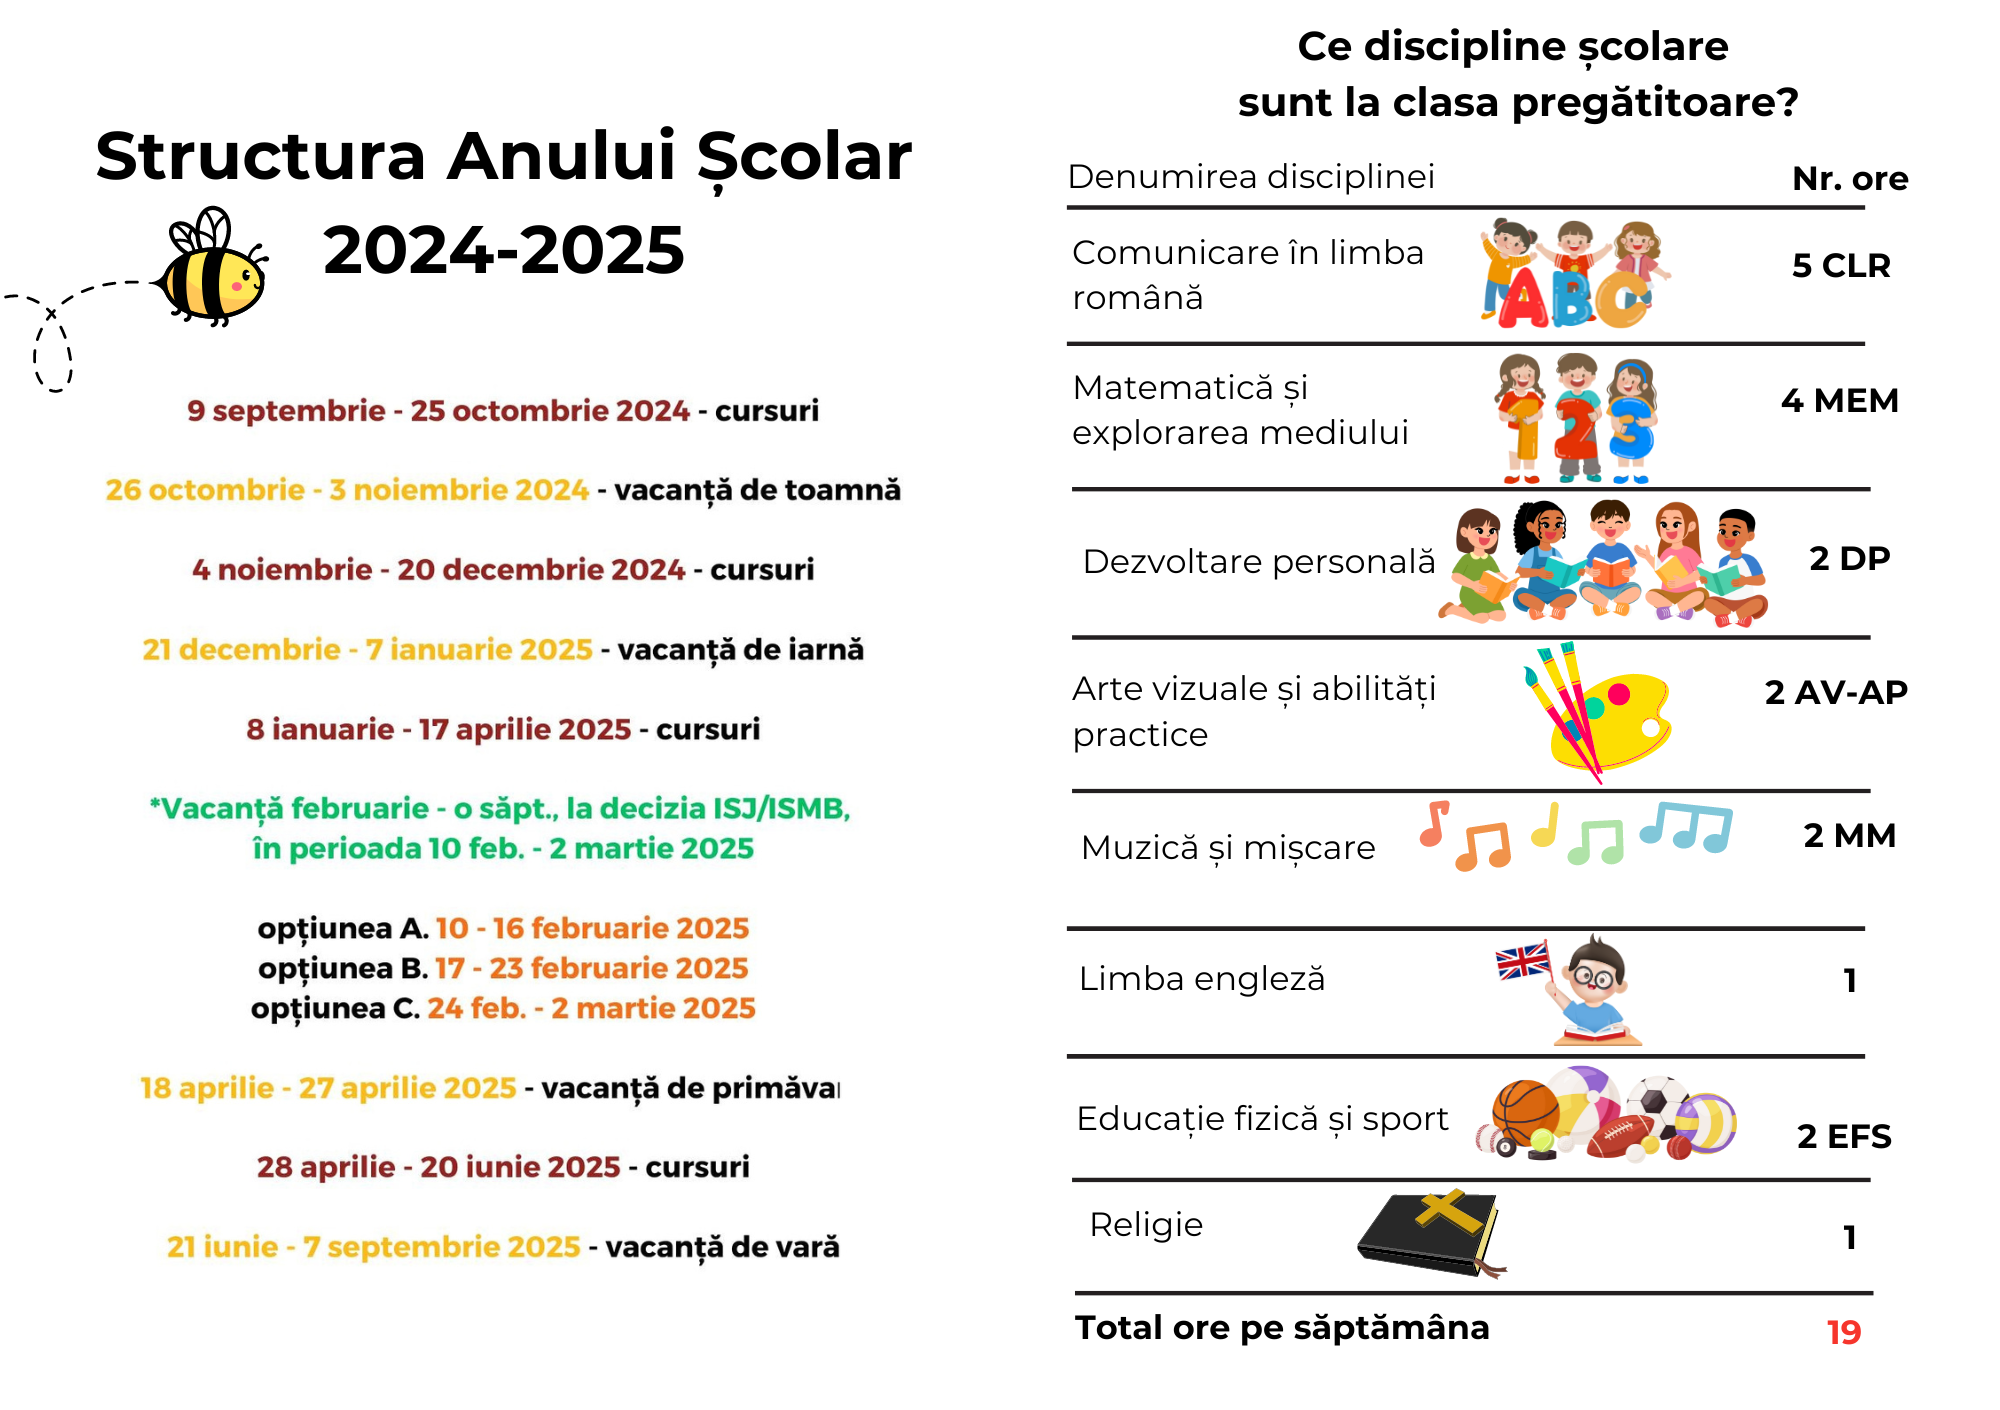 Structura Anului Școlar
2024-2025
9 septembrie - 25 octombrie 2024 - cursuri
26 octombrie - 3 noiembrie 2024 - vacanță de toamnă
4 noiembrie - 20 decembrie 2024 - cursuri
21 decembrie - 7 ianuarie 2025 - vacanță de iarnă
8 ianuarie - 17 aprilie 2025 - cursuri
*Vacanță februarie - o săpt., la decizia ISJ/ISMB,
în perioada 10 feb. - 2 martie 2025
opțiunea A. 10 - 16 februarie 2025
opțiunea B. 17 - 23 februarie 2025
opțiunea C. 24 feb. - 2 martie 2025
18 aprilie - 27 aprilie 2025 - vacanță de primăva
28 aprilie - 20 iunie 2025 - cursuri
21 iunie - 7 septembrie 2025 - vacanță de vară
Ce discipline școlare
sunt la clasa pregătitoare?
Denumirea disciplinei Nr. ore
Comunicare în limba
română
ABC
5 CLR
Matematică și
explorarea mediului
123
4 MEM
Dezvoltare personală 2 DP
Arte vizuale și abilități
practice
2 AV-AP
Muzică și mișcare 2 MM
Limba engleză 1
Educație fizică și sport 2 EFS
Religie 1
Total ore pe săptămâna 19